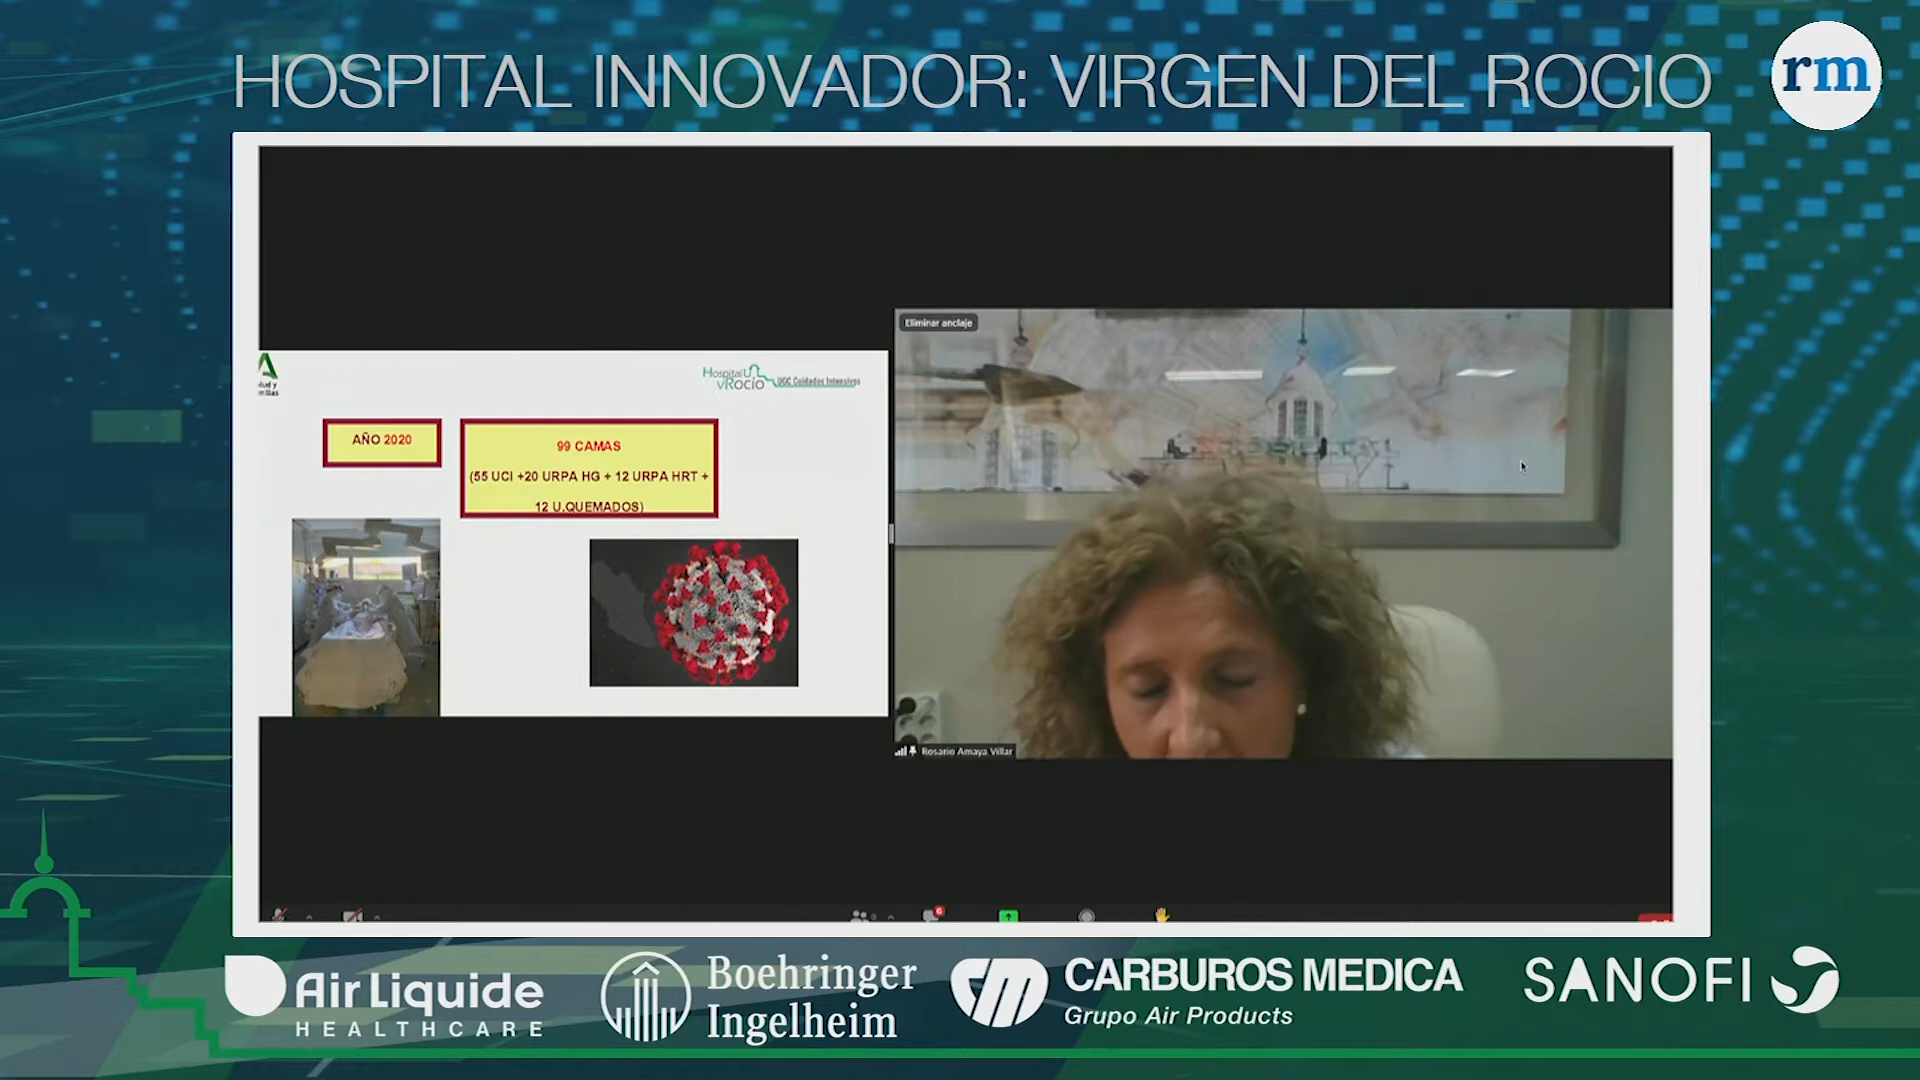 HOSPITAL INNOVADOR: VIRGEN DEL ROCIO
rm
Eliminar anclaje
Hospital U
vRocío
UGC Cuidados Intensivos
AÑO 2020
99 CAMAS
(55 UCI +20 URPA HG + 12 URPA HRT +
12 U.QUEMADOS)
Rosario Amaya Villar
6
Air Liquide
HEALTHCARE
Boehringer
Ingelheim
CARBUROS MEDICA
Grupo Air Products
SANOFI